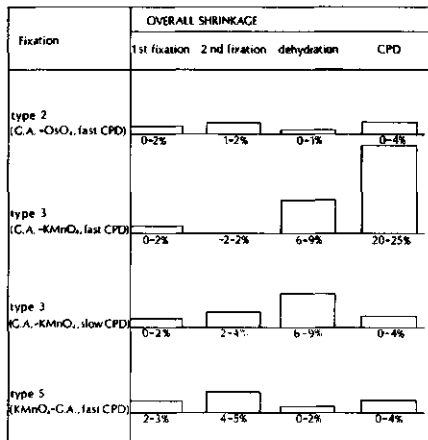 OVERALL SHRINKAGE
Fixation
1st fixation 2 nd fixation dehydration CPD
type 2
(G.A.-OsO₄, fast CPD)
0-2% 1-2% 0-1% 0-4%
type 3
(G.A.-KMnO₄, fast CPD)
0-2% -2-2% 6-9% 20-25%
type 3
(G.A.-KMnO₄, slow CPD)
0-2% 2-4% 6-9% 0-4%
type 5
(KMnO₄-G.A., fast CPD)
2-3% 4-5% 0-2% 0-4%